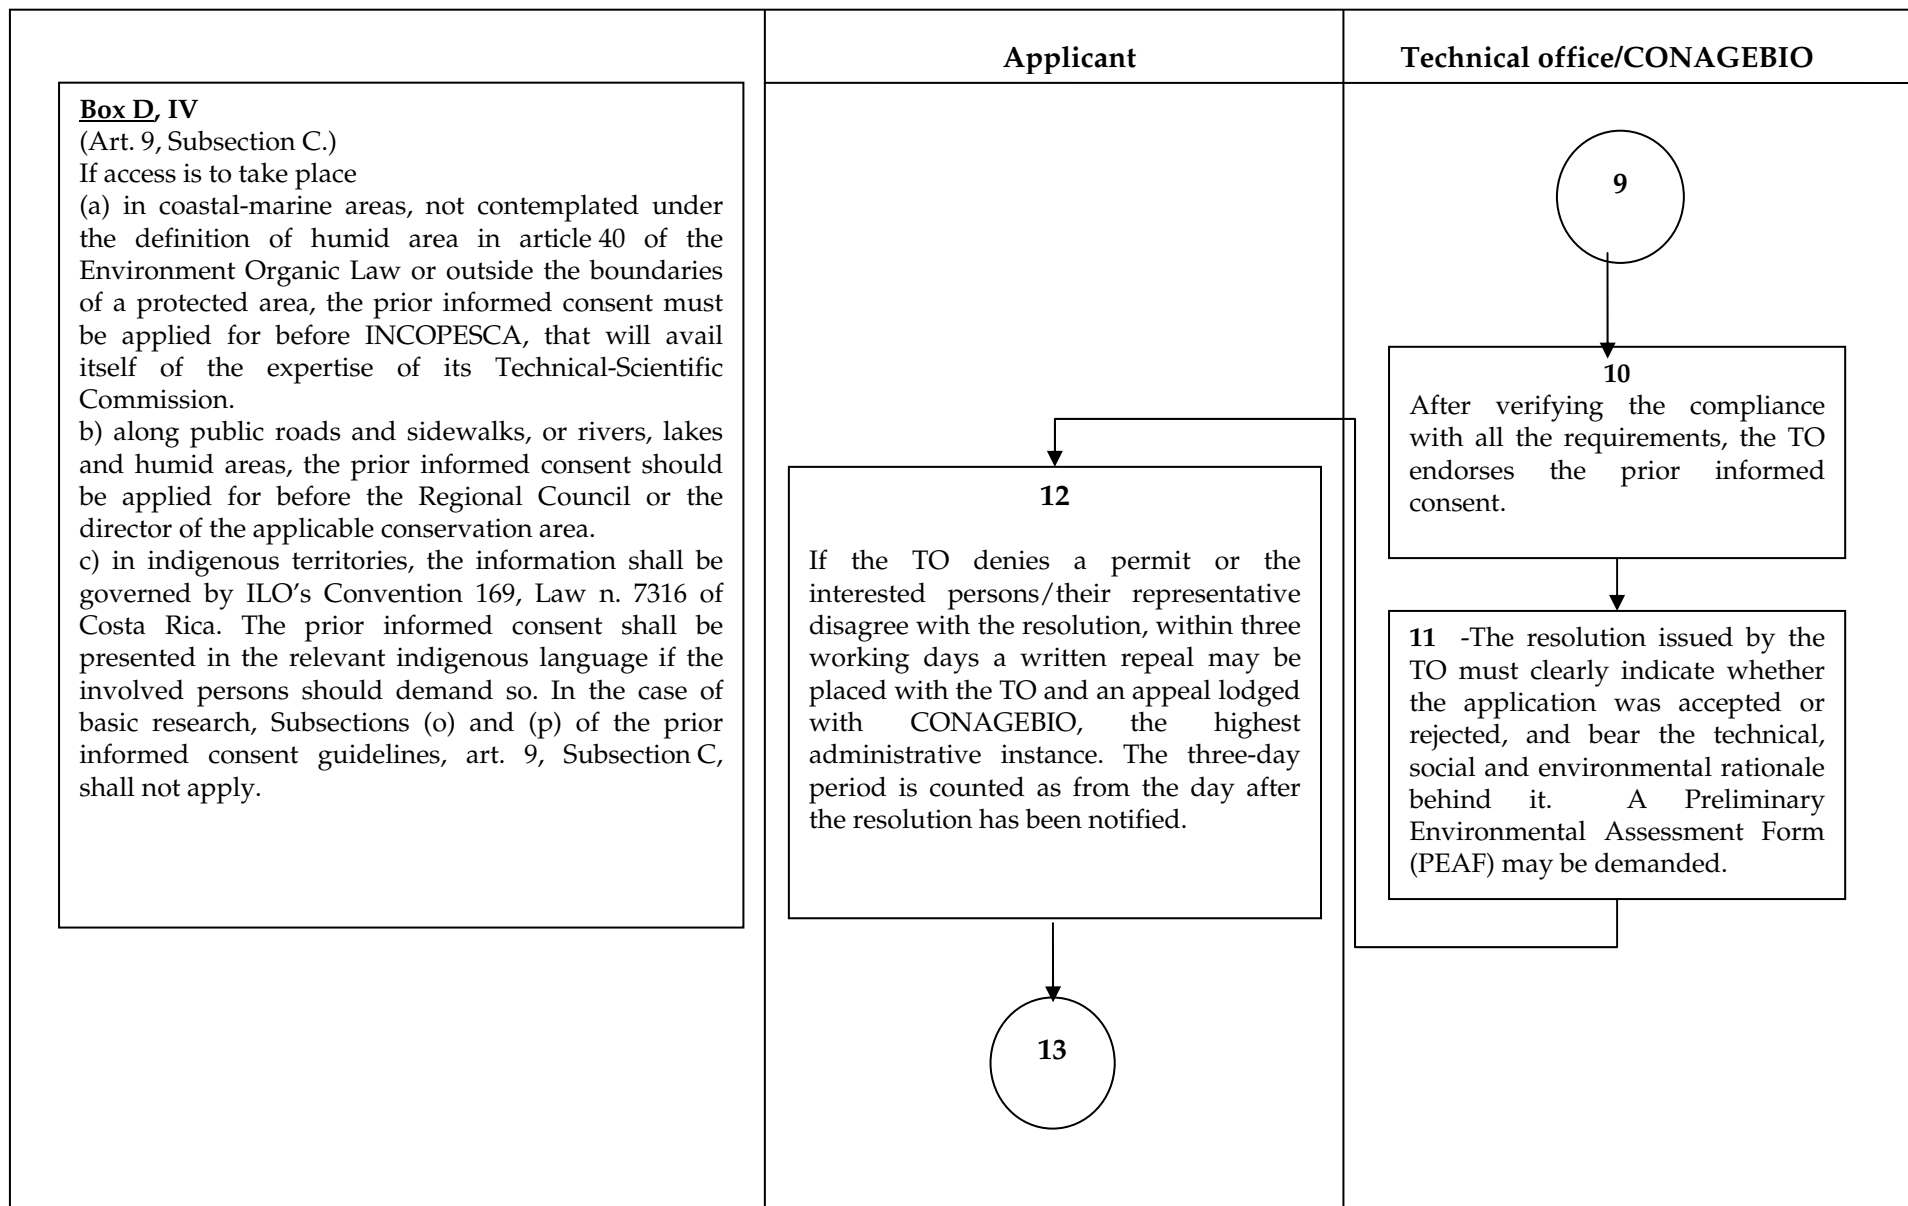 Applicant
Technical office/CONAGEBIO
Box D, IV
(Art. 9, Subsection C.)
If access is to take place
(a) in coastal-marine areas, not contemplated under
the definition of humid area in article 40 of the
Environment Organic Law or outside the boundaries
of a protected area, the prior informed consent must
be applied for before INCOPESCA, that will avail
itself of the expertise of its Technical-Scientific
Commission.
b) along public roads and sidewalks, or rivers, lakes
and humid areas, the prior informed consent should
be applied for before the Regional Council or the
director of the applicable conservation area.
c) in indigenous territories, the information shall be
governed by ILO's Convention 169, Law n. 7316 of
Costa Rica. The prior informed consent shall be
presented in the relevant indigenous language if the
involved persons should demand so. In the case of
basic research, Subsections (o) and (p) of the prior
informed consent guidelines, art. 9, Subsection C,
shall not apply.
9
10
After verifying the compliance
with all the requirements, the TO
endorses the prior informed
consent.
11 -The resolution issued by the
TO must clearly indicate whether
the application was accepted or
rejected, and bear the technical,
social and environmental rationale
behind it. A Preliminary
Environmental Assessment Form
(PEAF) may be demanded.
12
If the TO denies a permit or the
interested persons/their representative
disagree with the resolution, within three
working days a written repeal may be
placed with the TO and an appeal lodged
with CONAGEBIO, the highest
administrative instance. The three-day
period is counted as from the day after
the resolution has been notified.
13